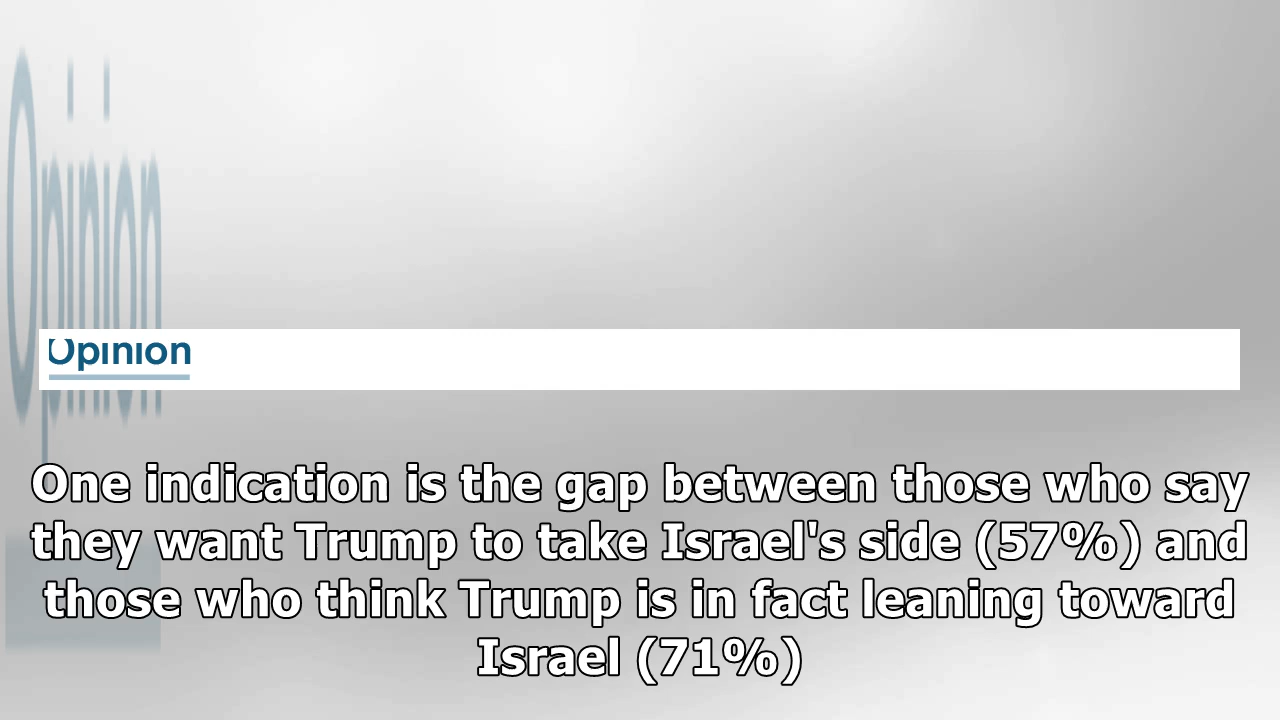 Opinion
Opinion
One indication is the gap between those who say
they want Trump to take Israel's side (57%) and
those who think Trump is in fact leaning toward
Israel (71%)